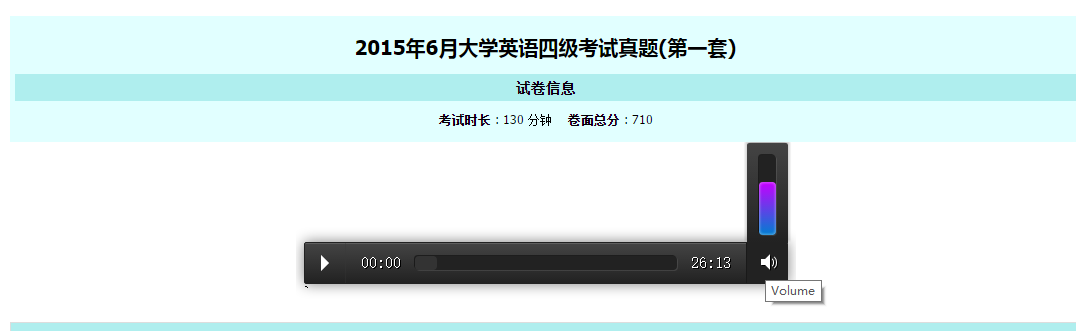 2015年6月大学英语四级考试真题(第一套)
试卷信息
考试时长：130 分钟 卷面总分：710
00:00 26:13
Volume